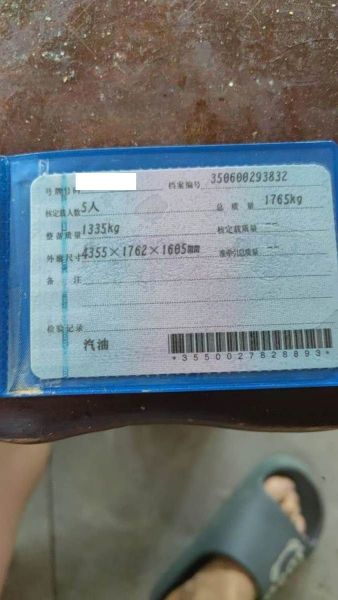 号牌号码 档案编号 350600293832
核定载人数 5人 总质量 1765kg
整备质量 1335kg 核定载质量 --
外廓尺寸 4355×1762×1605mm 准牵引总质量 --
备注
检验记录
汽油
*3550027828893*